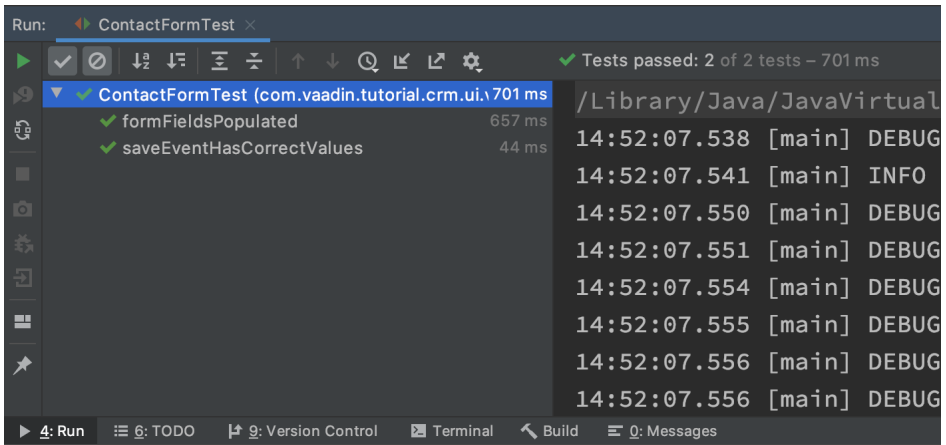 Run: ContactFormTest
Tests passed: 2 of 2 tests – 701 ms
ContactFormTest (com.vaadin.tutorial.crm.ui. 701 ms
formFieldsPopulated 657 ms
saveEventHasCorrectValues 44 ms
/Library/Java/JavaVirtual
14:52:07.538 [main] DEBUG
14:52:07.541 [main] INFO
14:52:07.550 [main] DEBUG
14:52:07.551 [main] DEBUG
14:52:07.554 [main] DEBUG
14:52:07.555 [main] DEBUG
14:52:07.556 [main] DEBUG
14:52:07.556 [main] DEBUG
4: Run 6: TODO 9: Version Control Terminal Build 0: Messages